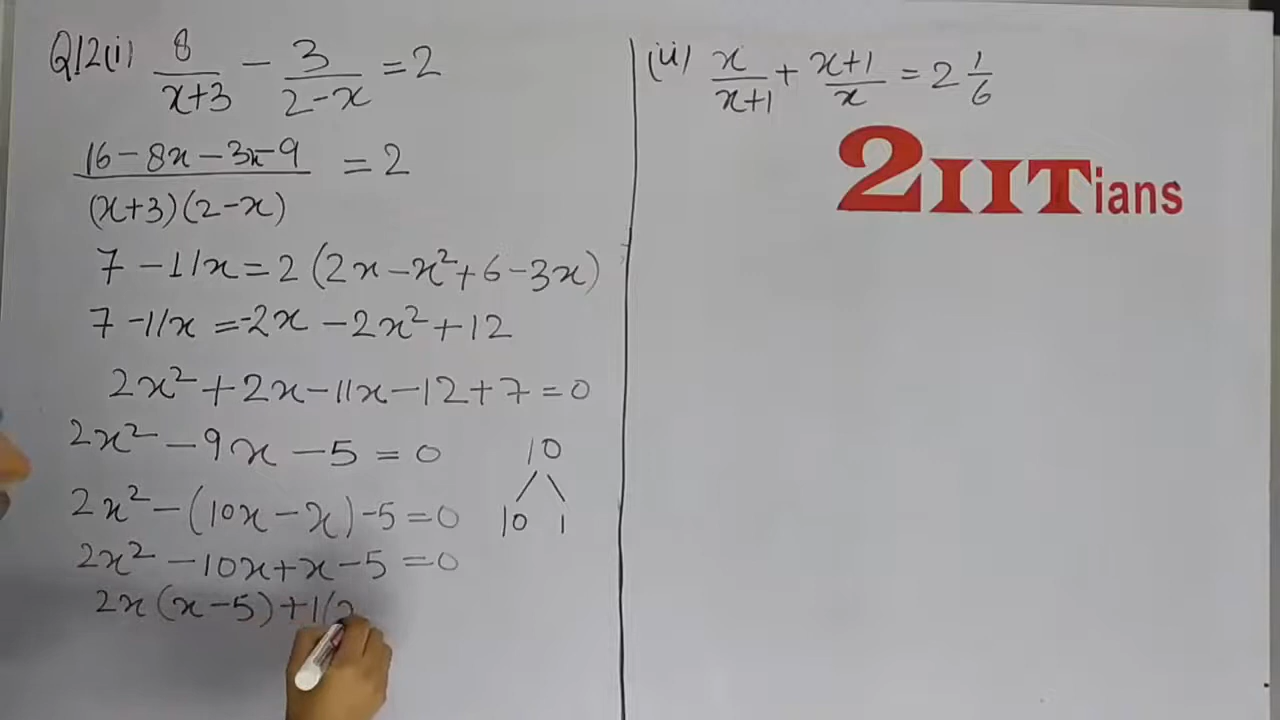 Q12(i) 8/(x+3) - 3/(2-x) = 2
(16-8x-3x-9)/((x+3)(2-x)) = 2
7-11x = 2(2x-x²+6-3x)
7-11x = -2x-2x²+12
2x²+2x-11x-12+7=0
2x²-9x-5=0
10
10 1
2x²-(10x-x)-5=0
2x²-10x+x-5=0
2x(x-5)+1(x
(ii) x/(x+1) + (x+1)/x = 2 1/6
2IITians